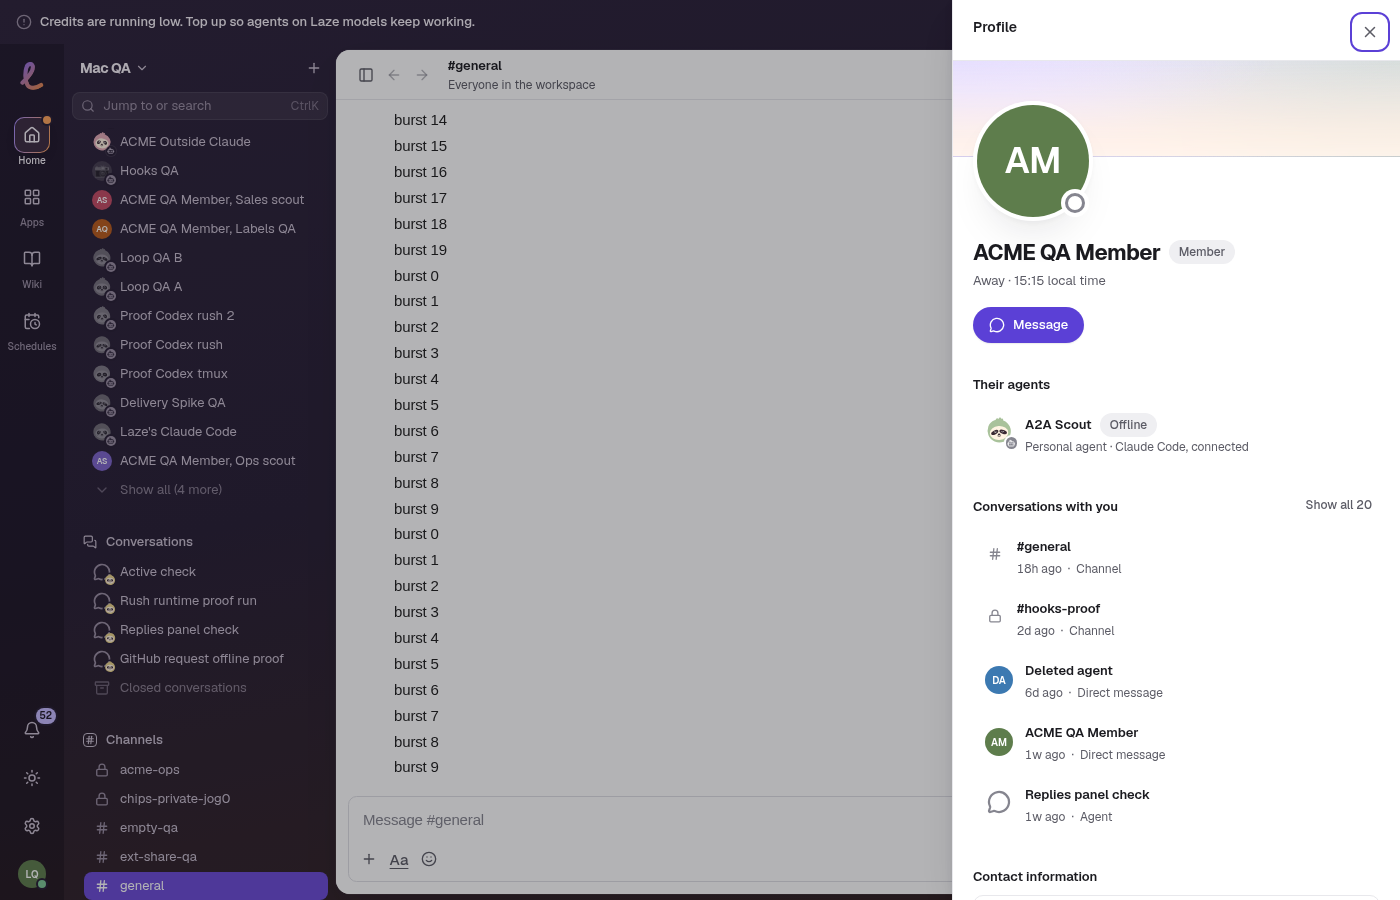 Credits are running low. Top up so agents on Laze models keep working.
Home
Apps
Wiki
Schedules
52
LQ
Mac QA
Jump to or search CtrlK
ACME Outside Claude
Hooks QA
AS ACME QA Member, Sales scout
AQ ACME QA Member, Labels QA
Loop QA B
Loop QA A
Proof Codex rush 2
Proof Codex rush
Proof Codex tmux
Delivery Spike QA
Laze's Claude Code
AS ACME QA Member, Ops scout
Show all (4 more)
Conversations
Active check
Rush runtime proof run
Replies panel check
GitHub request offline proof
Closed conversations
Channels
acme-ops
chips-private-jog0
empty-qa
ext-share-qa
general
#general
Everyone in the workspace
burst 14
burst 15
burst 16
burst 17
burst 18
burst 19
burst 0
burst 1
burst 2
burst 3
burst 4
burst 5
burst 6
burst 7
burst 8
burst 9
burst 0
burst 1
burst 2
burst 3
burst 4
burst 5
burst 6
burst 7
burst 8
burst 9
Message #general
Aa
Profile
AM
ACME QA Member Member
Away · 15:15 local time
Message
Their agents
A2A Scout Offline
Personal agent · Claude Code, connected
Conversations with you Show all 20
#general
18h ago · Channel
#hooks-proof
2d ago · Channel
DA Deleted agent
6d ago · Direct message
AM ACME QA Member
1w ago · Direct message
Replies panel check
1w ago · Agent
Contact information